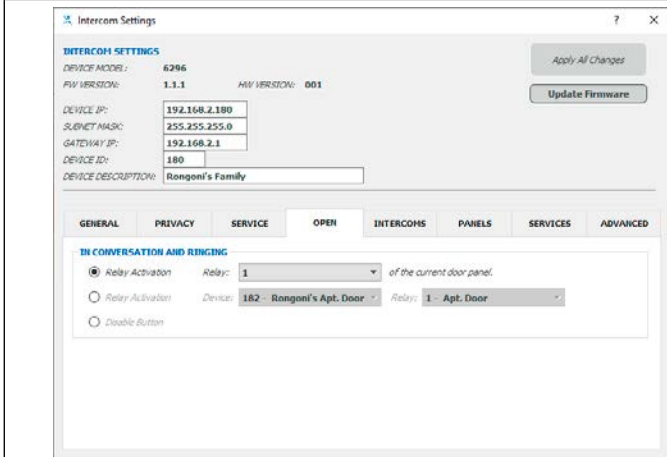 Intercom Settings ? X
INTERCOM SETTINGS
DEVICE MODEL: 6296
FW VERSION: 1.1.1 HW VERSION: 001
Apply All Changes
Update Firmware
DEVICE IP: 192.168.2.180
SUBNET MASK: 255.255.255.0
GATEWAY IP: 192.168.2.1
DEVICE ID: 180
DEVICE DESCRIPTION: Rongoni's Family
GENERAL PRIVACY SERVICE OPEN INTERCOMS PANELS SERVICES ADVANCED
IN CONVERSATION AND RINGING
Relay Activation Relay: 1 of the current door panel.
Relay Activation Device: 182 - Rongoni's Apt. Door Relay: 1 - Apt. Door
Disable Button